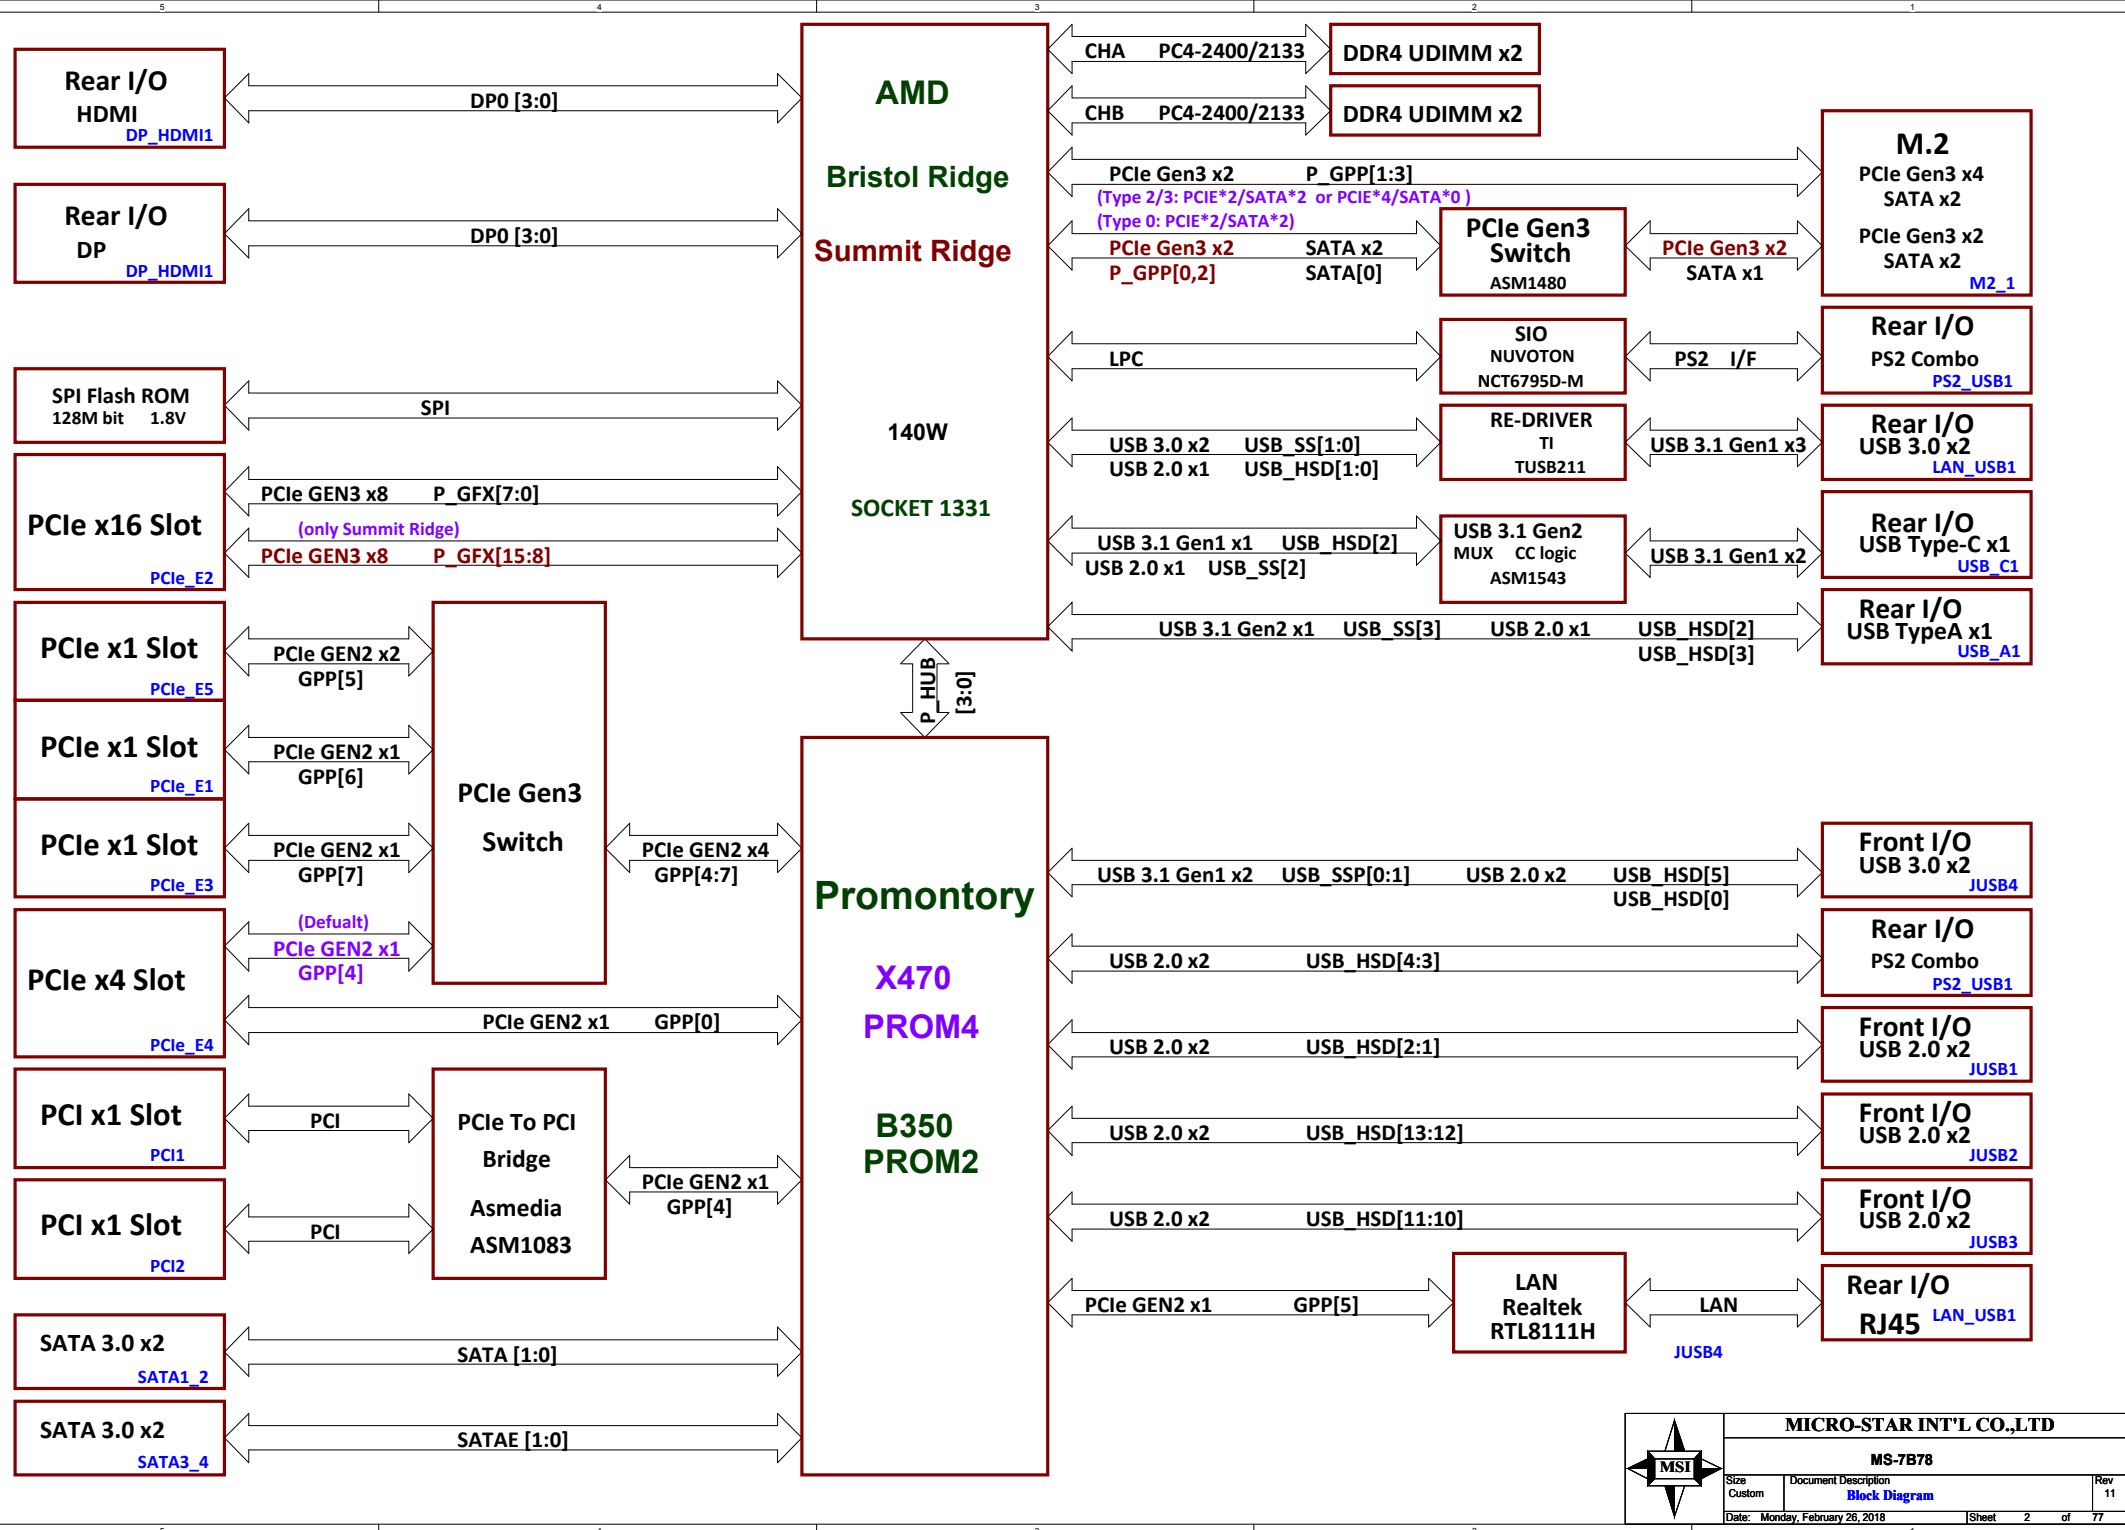 5 4 3 2 1
Rear I/O
HDMI
DP_HDMI1
DP0 [3:0]
Rear I/O
DP
DP_HDMI1
DP0 [3:0]
SPI Flash ROM
128M bit 1.8V
SPI
PCIe x16 Slot
PCIe_E2
PCIe GEN3 x8 P_GFX[7:0]
(only Summit Ridge)
PCIe GEN3 x8 P_GFX[15:8]
PCIe x1 Slot
PCIe_E5
PCIe GEN2 x2
GPP[5]
PCIe x1 Slot
PCIe_E1
PCIe GEN2 x1
GPP[6]
PCIe x1 Slot
PCIe_E3
PCIe GEN2 x1
GPP[7]
PCIe x4 Slot
PCIe_E4
(Defualt)
PCIe GEN2 x1
GPP[4]
PCIe GEN2 x1 GPP[0]
PCIe Gen3
Switch
PCIe GEN2 x4
GPP[4:7]
PCI x1 Slot
PCI1
PCI
PCI x1 Slot
PCI2
PCI
PCIe To PCI
Bridge
Asmedia
ASM1083
PCIe GEN2 x1
GPP[4]
SATA 3.0 x2
SATA1_2
SATA [1:0]
SATA 3.0 x2
SATA3_4
SATAE [1:0]
AMD
Bristol Ridge
Summit Ridge
140W
SOCKET 1331
P_HUB
[3:0]
Promontory
X470
PROM4
B350
PROM2
CHA PC4-2400/2133
DDR4 UDIMM x2
CHB PC4-2400/2133
DDR4 UDIMM x2
PCIe Gen3 x2 P_GPP[1:3]
(Type 2/3: PCIE*2/SATA*2 or PCIE*4/SATA*0 )
(Type 0: PCIE*2/SATA*2)
PCIe Gen3 x2 SATA x2
P_GPP[0,2] SATA[0]
PCIe Gen3
Switch
ASM1480
PCIe Gen3 x2
SATA x1
M.2
PCIe Gen3 x4
SATA x2
PCIe Gen3 x2
SATA x2
M2_1
LPC
SIO
NUVOTON
NCT6795D-M
PS2 I/F
Rear I/O
PS2 Combo
PS2_USB1
USB 3.0 x2 USB_SS[1:0]
USB 2.0 x1 USB_HSD[1:0]
RE-DRIVER
TI
TUSB211
USB 3.1 Gen1 x3
Rear I/O
USB 3.0 x2
LAN_USB1
USB 3.1 Gen1 x1 USB_HSD[2]
USB 2.0 x1 USB_SS[2]
USB 3.1 Gen2
MUX CC logic
ASM1543
USB 3.1 Gen1 x2
Rear I/O
USB Type-C x1
USB_C1
USB 3.1 Gen2 x1 USB_SS[3] USB 2.0 x1 USB_HSD[2]
USB_HSD[3]
Rear I/O
USB TypeA x1
USB_A1
USB 3.1 Gen1 x2 USB_SSP[0:1] USB 2.0 x2 USB_HSD[5]
USB_HSD[0]
Front I/O
USB 3.0 x2
JUSB4
USB 2.0 x2 USB_HSD[4:3]
Rear I/O
PS2 Combo
PS2_USB1
USB 2.0 x2 USB_HSD[2:1]
Front I/O
USB 2.0 x2
JUSB1
USB 2.0 x2 USB_HSD[13:12]
Front I/O
USB 2.0 x2
JUSB2
USB 2.0 x2 USB_HSD[11:10]
Front I/O
USB 2.0 x2
JUSB3
PCIe GEN2 x1 GPP[5]
LAN
Realtek
RTL8111H
LAN
JUSB4
Rear I/O
RJ45 LAN_USB1
MSI
MICRO-STAR INT'L CO.,LTD
MS-7B78
Size Document Description Rev
Custom Block Diagram 11
Date: Monday, February 26, 2018 Sheet 2 of 77